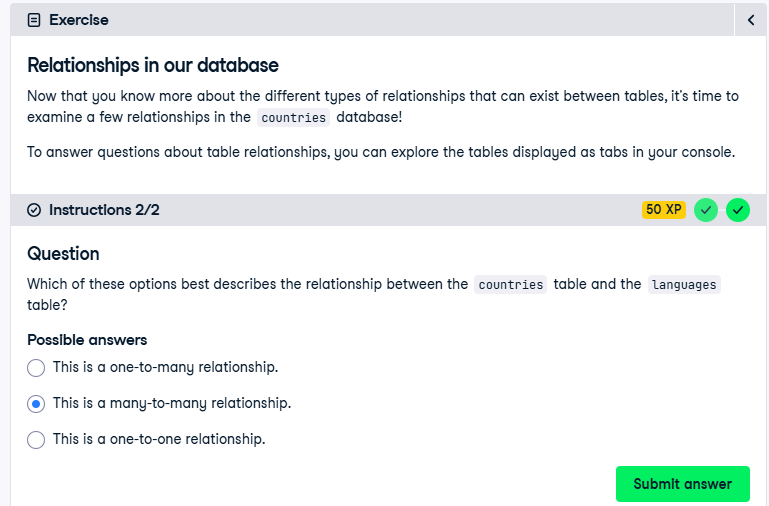 Exercise
Relationships in our database
Now that you know more about the different types of relationships that can exist between tables, it's time to
examine a few relationships in the countries database!
To answer questions about table relationships, you can explore the tables displayed as tabs in your console.
Instructions 2/2
50 XP
Question
Which of these options best describes the relationship between the countries table and the languages
table?
Possible answers
This is a one-to-many relationship.
This is a many-to-many relationship.
This is a one-to-one relationship.
Submit answer